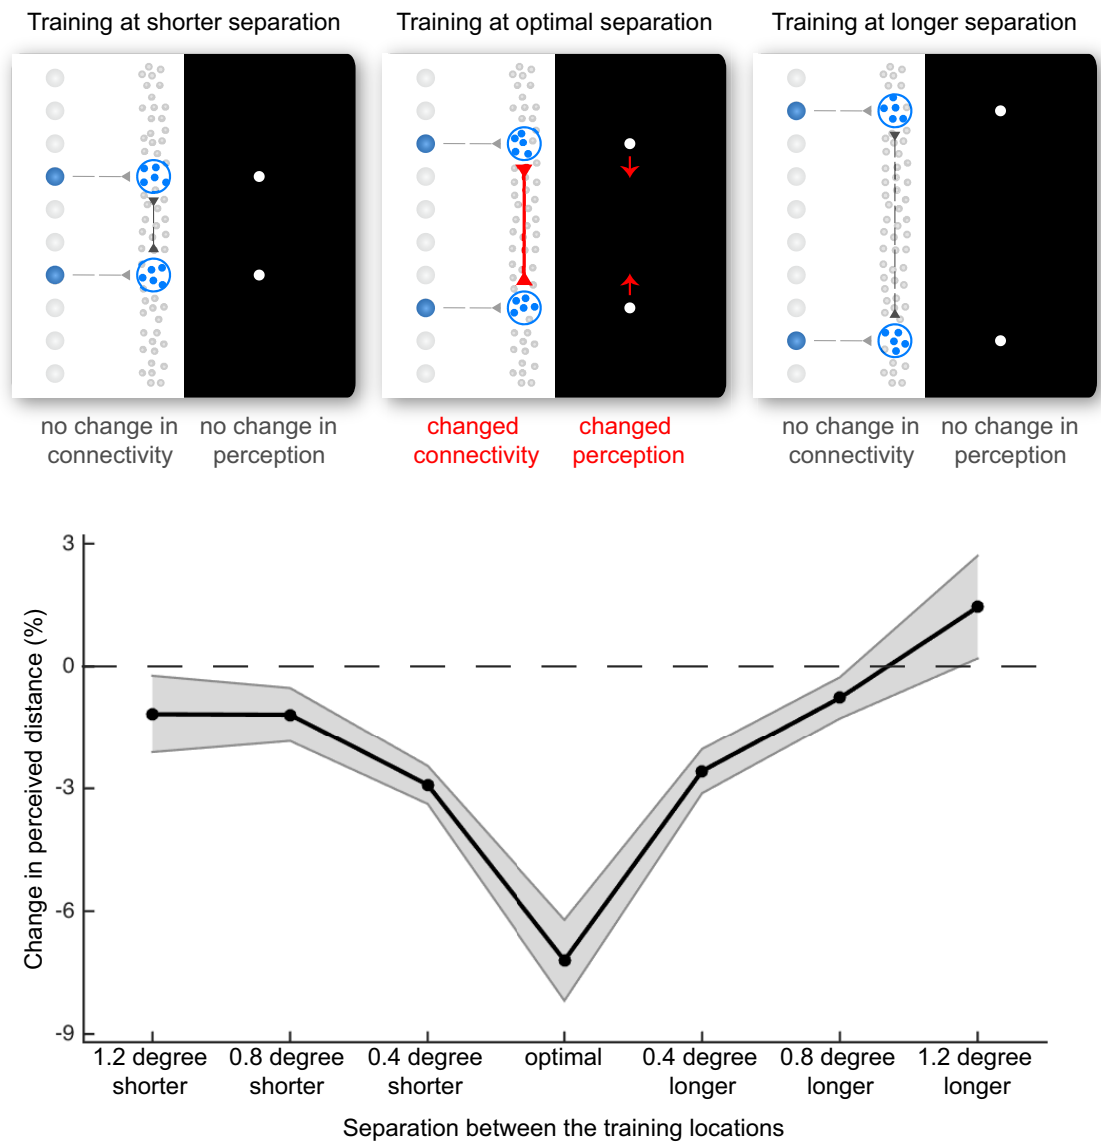 Training at shorter separation
Training at optimal separation
Training at longer separation
no change in
connectivity
no change in
perception
changed
connectivity
changed
perception
no change in
connectivity
no change in
perception
Change in perceived distance (%)
3
0
-3
-6
-9
1.2 degree
shorter
0.8 degree
shorter
0.4 degree
shorter
optimal
0.4 degree
longer
0.8 degree
longer
1.2 degree
longer
Separation between the training locations